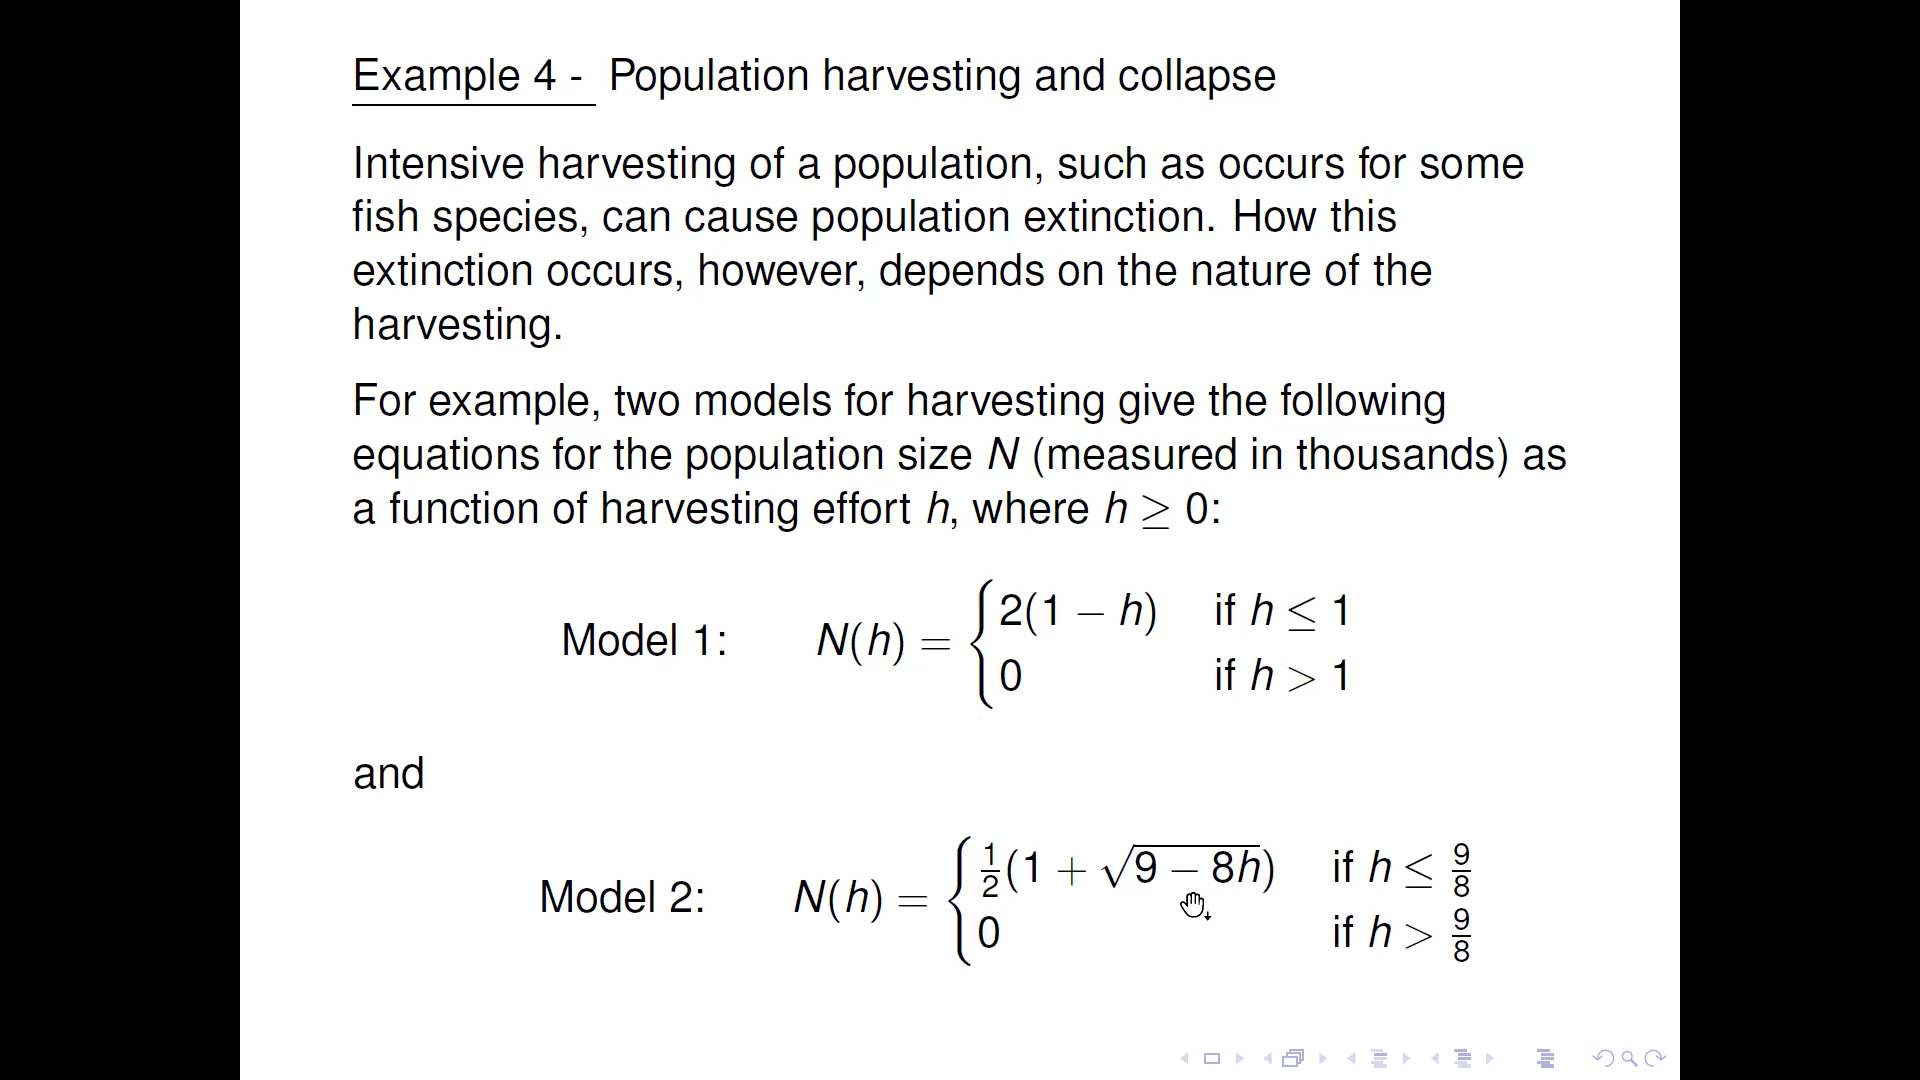 Example 4 - Population harvesting and collapse
Intensive harvesting of a population, such as occurs for some
fish species, can cause population extinction. How this
extinction occurs, however, depends on the nature of the
harvesting.
For example, two models for harvesting give the following
equations for the population size N (measured in thousands) as
a function of harvesting effort h, where h ≥ 0:
Model 1: N(h) = { 2(1 − h) if h ≤ 1
0 if h > 1
and
Model 2: N(h) = { 1/2(1 + √(9 − 8h)) if h ≤ 9/8
0 if h > 9/8